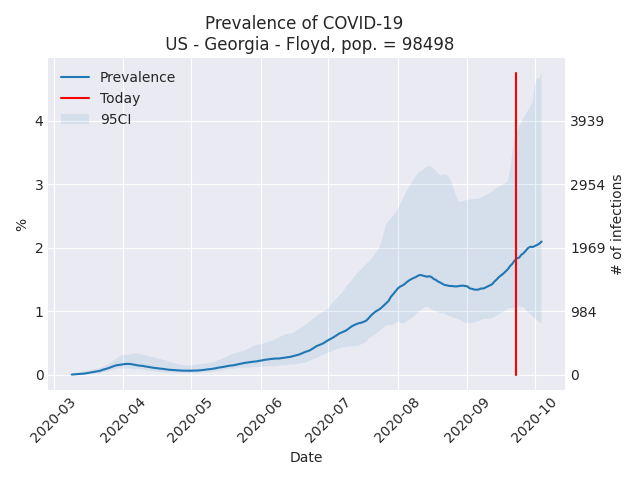 Prevalence of COVID-19
US - Georgia - Floyd, pop. = 98498
Prevalence
Today
95CI
%
4
3
2
1
0
3939
2954
1969
984
0
# of infections
2020-03
2020-04
2020-05
2020-06
2020-07
2020-08
2020-09
2020-10
Date